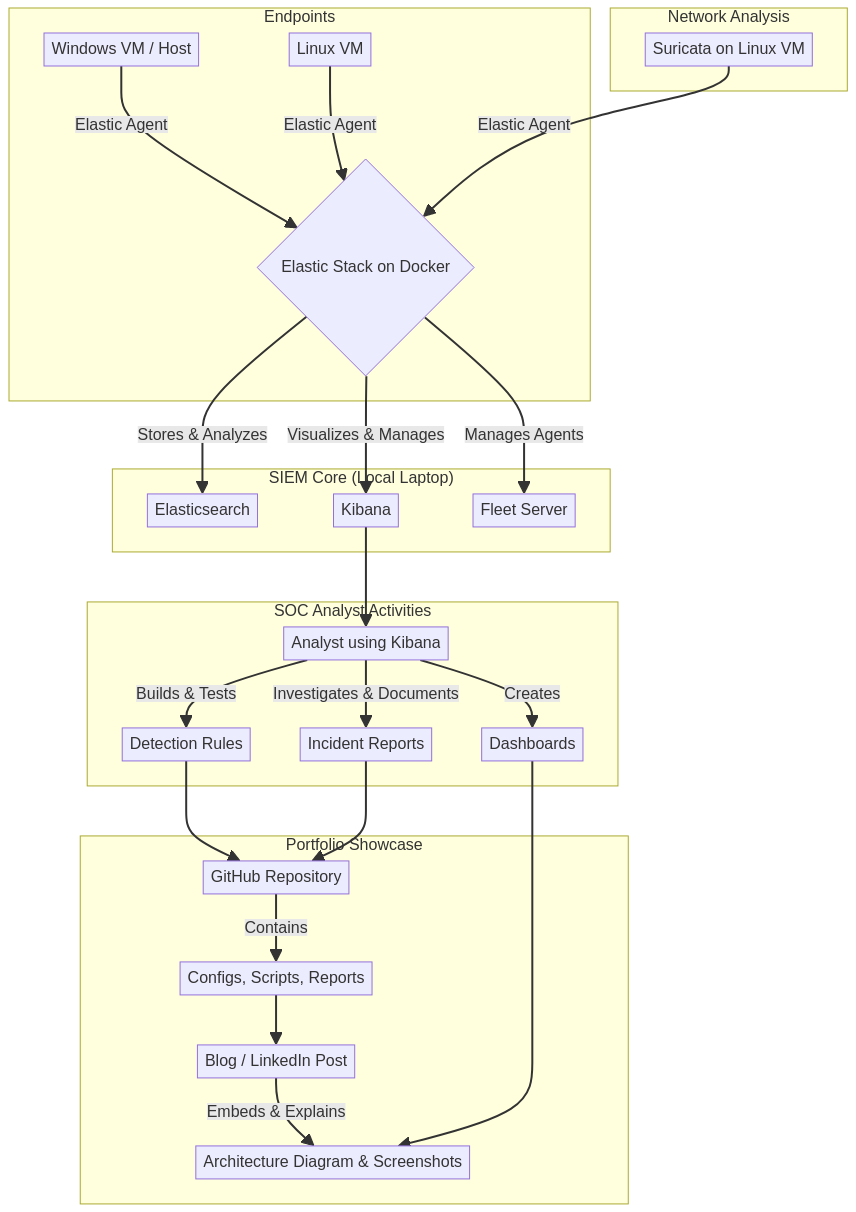 Endpoints
Network Analysis
Windows VM / Host
Linux VM
Suricata on Linux VM
Elastic Agent
Elastic Agent
Elastic Agent
Elastic Stack on Docker
Stores & Analyzes
Visualizes & Manages
Manages Agents
SIEM Core (Local Laptop)
Elasticsearch
Kibana
Fleet Server
SOC Analyst Activities
Analyst using Kibana
Builds & Tests
Investigates & Documents
Creates
Detection Rules
Incident Reports
Dashboards
Portfolio Showcase
GitHub Repository
Contains
Configs, Scripts, Reports
Blog / LinkedIn Post
Embeds & Explains
Architecture Diagram & Screenshots